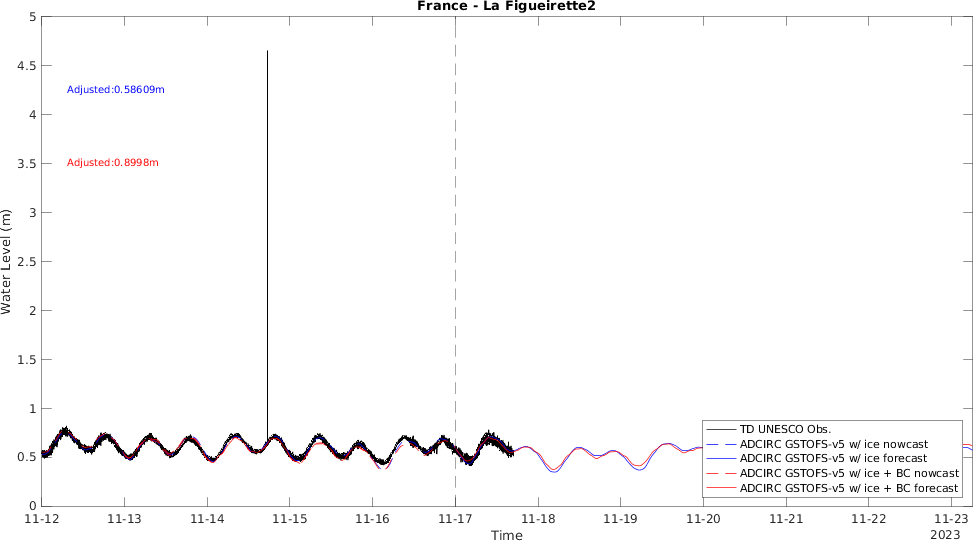 France - La Figueirette2
5
4.5
4
3.5
3
2.5
2
1.5
1
0.5
0
Water Level (m)
Adjusted:0.58609m
Adjusted:0.8998m
TD UNESCO Obs.
ADCIRC GSTOFS-v5 w/ ice nowcast
ADCIRC GSTOFS-v5 w/ ice forecast
ADCIRC GSTOFS-v5 w/ ice + BC nowcast
ADCIRC GSTOFS-v5 w/ ice + BC forecast
11-12 11-13 11-14 11-15 11-16 11-17 11-18 11-19 11-20 11-21 11-22 11-23
Time
2023